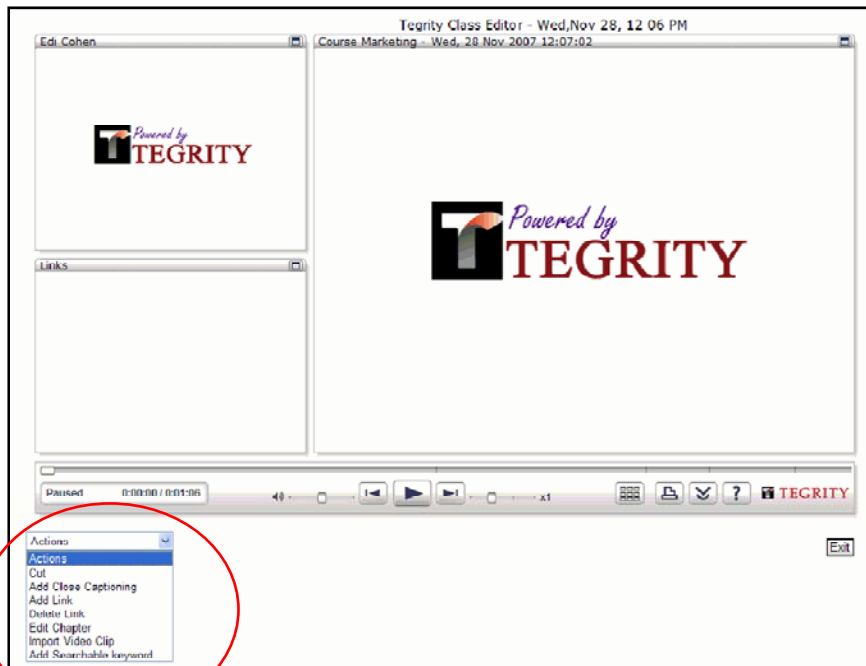 Tegrity Class Editor - Wed,Nov 28, 12 06 PM
Edi Cohen
Course Marketing - Wed, 28 Nov 2007 12:07:02
Powered by
TEGRITY
Powered by
TEGRITY
Links
Paused 0:00:00 / 0:01:06
x1
?
TEGRITY
Actions
Exit
Actions
Cut
Add Close Captioning
Add Link
Delete Link
Edit Chapter
Import Video Clip
Add Searchable keyword